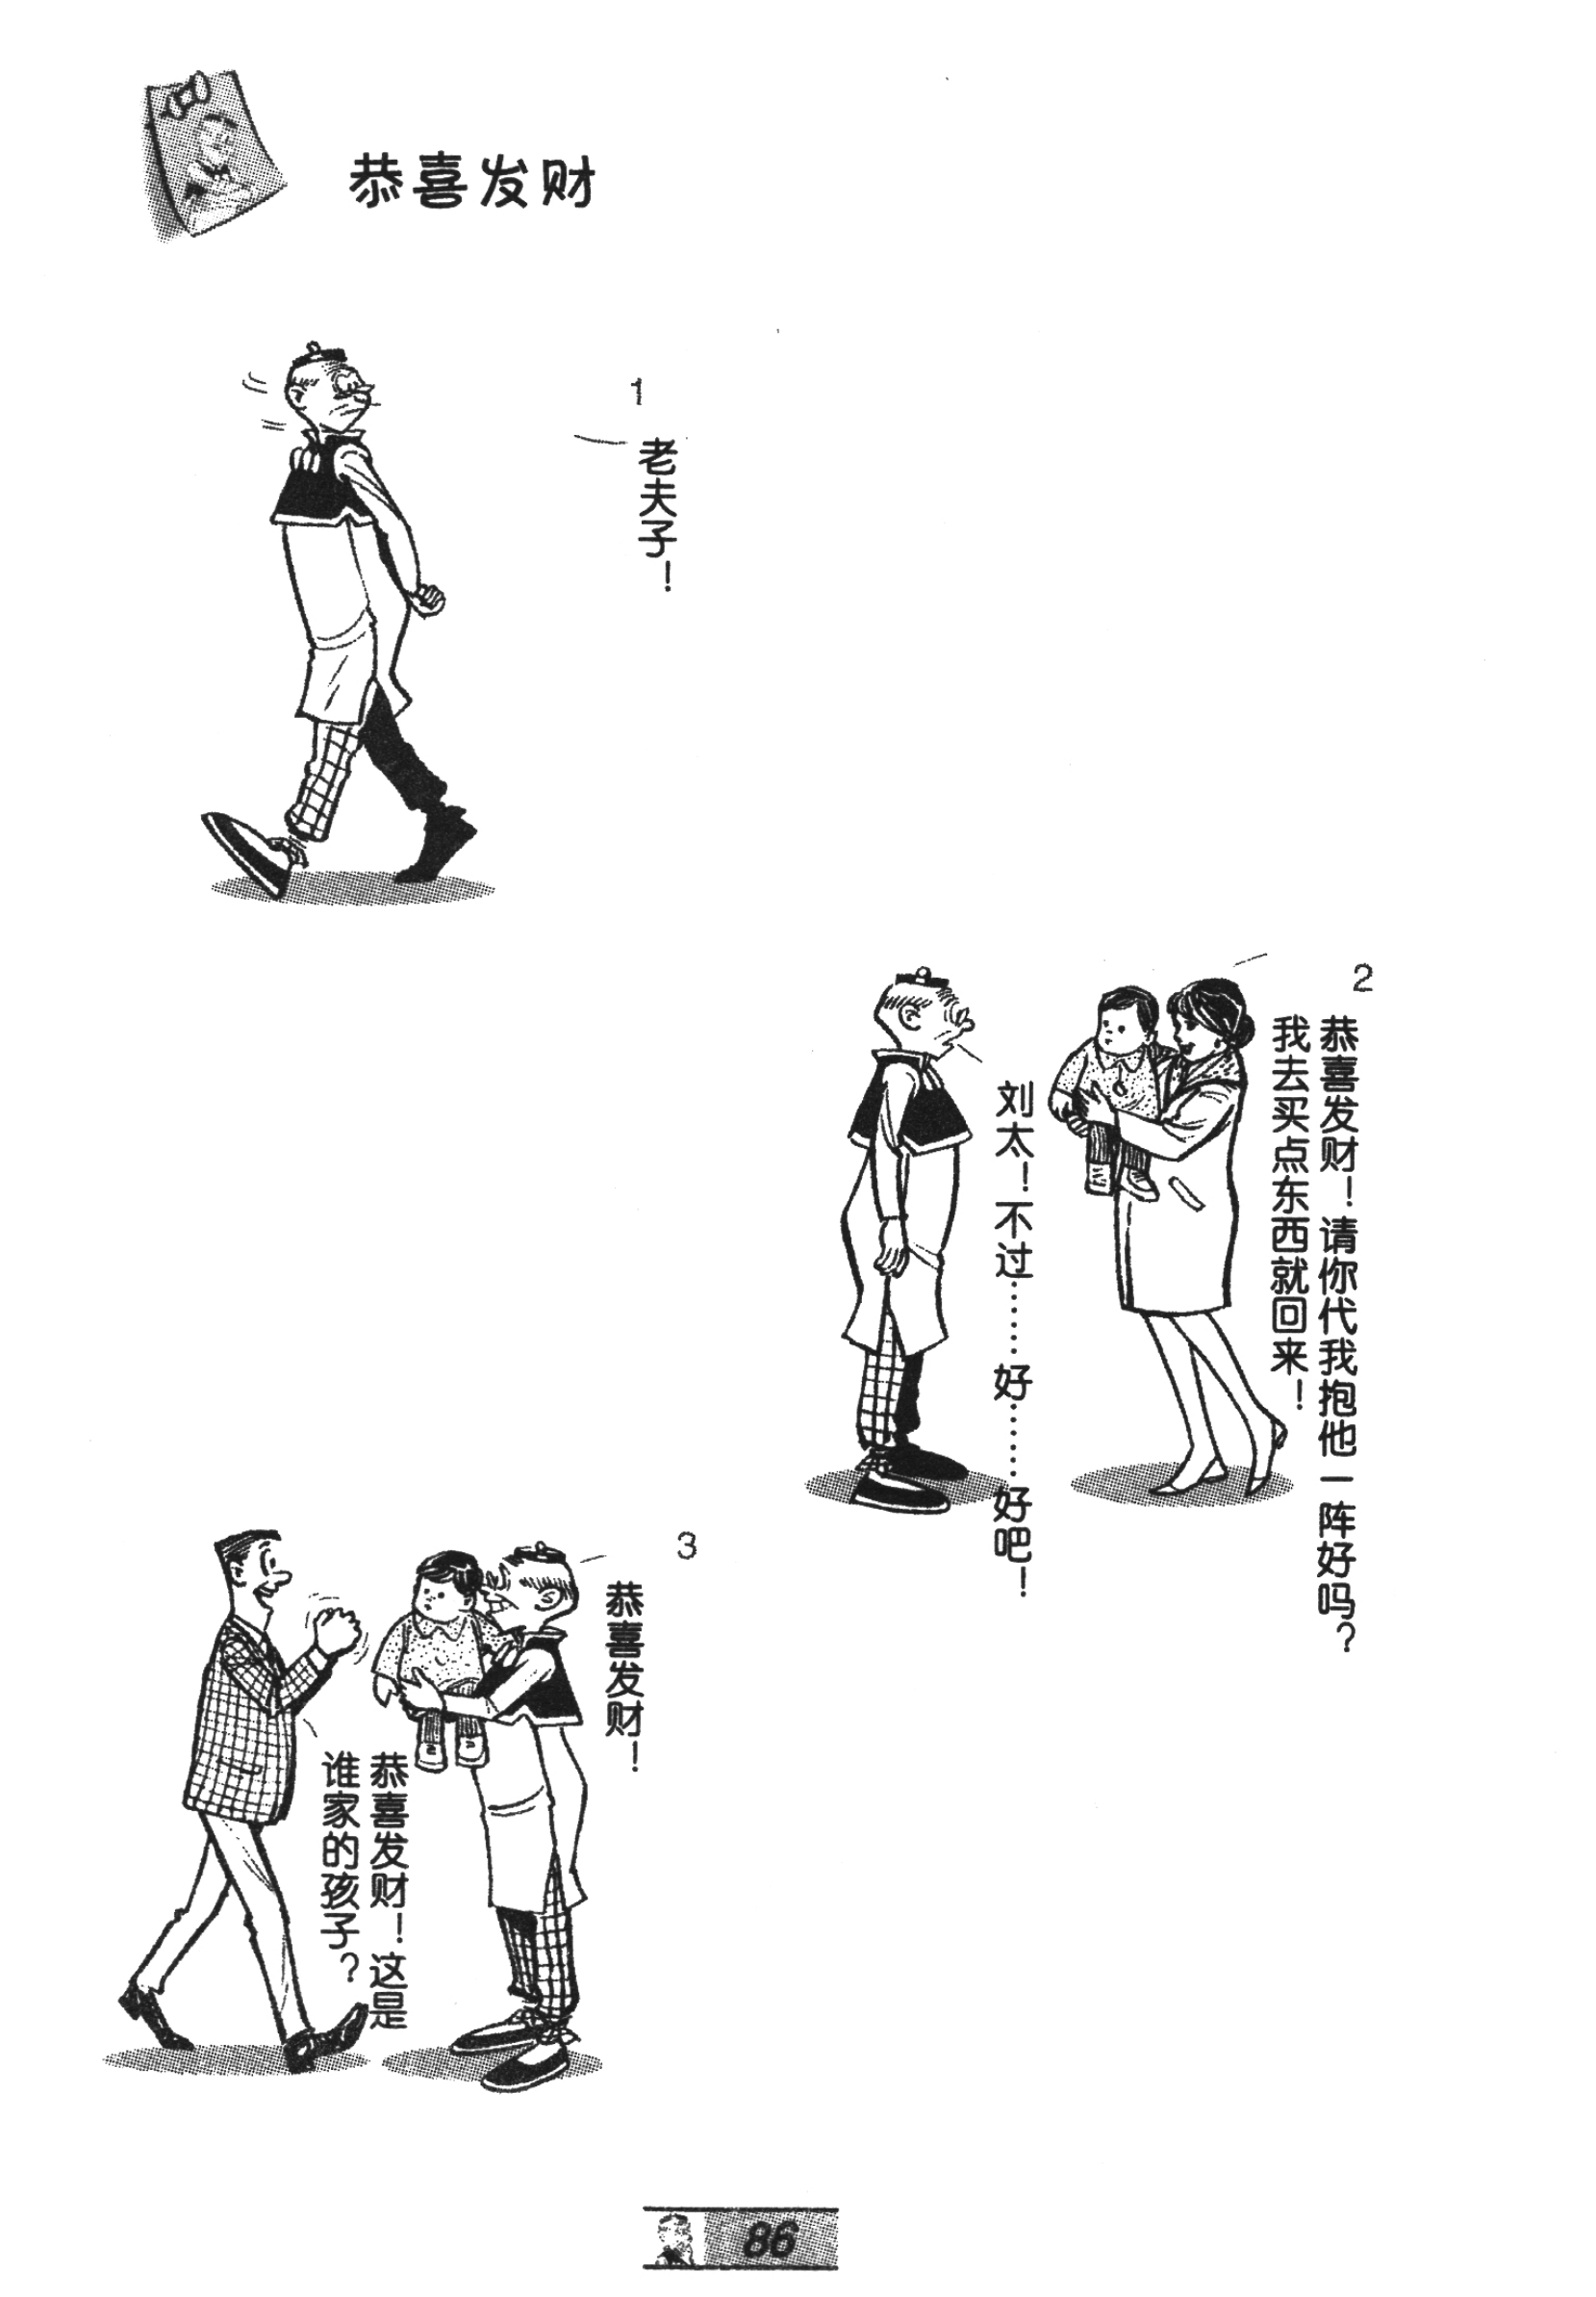 恭喜发财
1
老夫子！
2
恭喜发财！请你代我抱他一阵好吗？
我去买点东西就回来！
刘太！不过……好……好吧！
3
恭喜发财！
恭喜发财！这是
谁家的孩子？
86